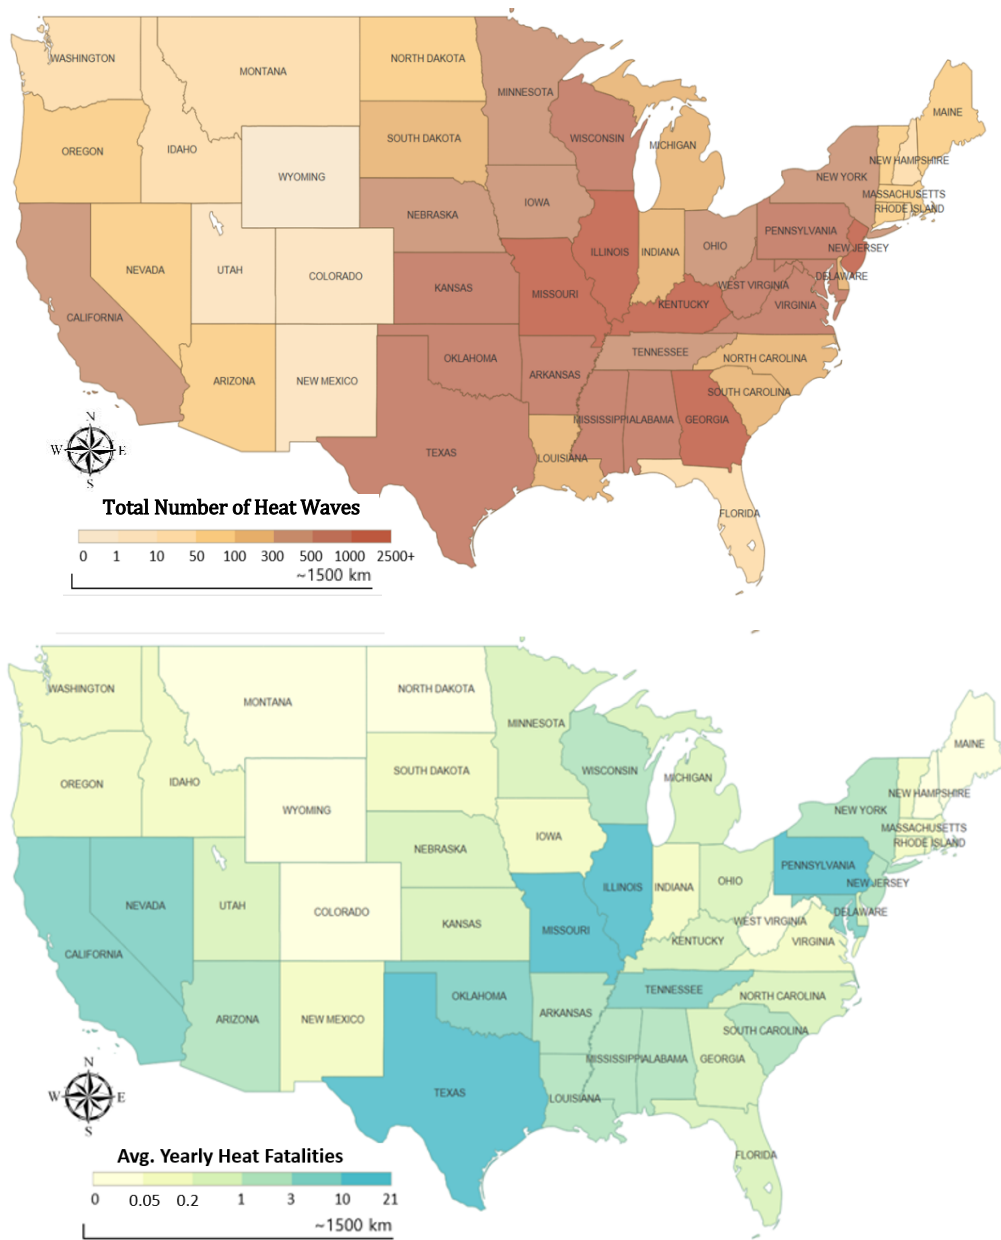 WASHINGTON
MONTANA
NORTH DAKOTA
MINNESOTA
MAINE
OREGON
IDAHO
SOUTH DAKOTA
WISCONSIN
MICHIGAN
NEW HAMPSHIRE
WYOMING
NEW YORK
MASSACHUSETTS
RHODE ISLAND
NEBRASKA
IOWA
PENNSYLVANIA
NEVADA
UTAH
COLORADO
ILLINOIS
INDIANA
OHIO
NEW JERSEY
DELAWARE
KANSAS
MISSOURI
WEST VIRGINIA
CALIFORNIA
KENTUCKY
VIRGINIA
OKLAHOMA
TENNESSEE
NORTH CAROLINA
ARIZONA
NEW MEXICO
ARKANSAS
SOUTH CAROLINA
MISSISSIPPI
ALABAMA
GEORGIA
TEXAS
LOUISIANA
FLORIDA
N
W E
S
Total Number of Heat Waves
0 1 10 50 100 300 500 1000 2500+
~1500 km
WASHINGTON
MONTANA
NORTH DAKOTA
MINNESOTA
MAINE
OREGON
IDAHO
SOUTH DAKOTA
WISCONSIN
MICHIGAN
NEW HAMPSHIRE
WYOMING
NEW YORK
MASSACHUSETTS
RHODE ISLAND
NEBRASKA
IOWA
PENNSYLVANIA
NEVADA
UTAH
COLORADO
ILLINOIS
INDIANA
OHIO
NEW JERSEY
DELAWARE
KANSAS
MISSOURI
WEST VIRGINIA
CALIFORNIA
KENTUCKY
VIRGINIA
OKLAHOMA
TENNESSEE
NORTH CAROLINA
ARIZONA
NEW MEXICO
ARKANSAS
SOUTH CAROLINA
MISSISSIPPI
ALABAMA
GEORGIA
TEXAS
LOUISIANA
FLORIDA
N
W E
S
Avg. Yearly Heat Fatalities
0 0.05 0.2 1 3 10 21
~1500 km